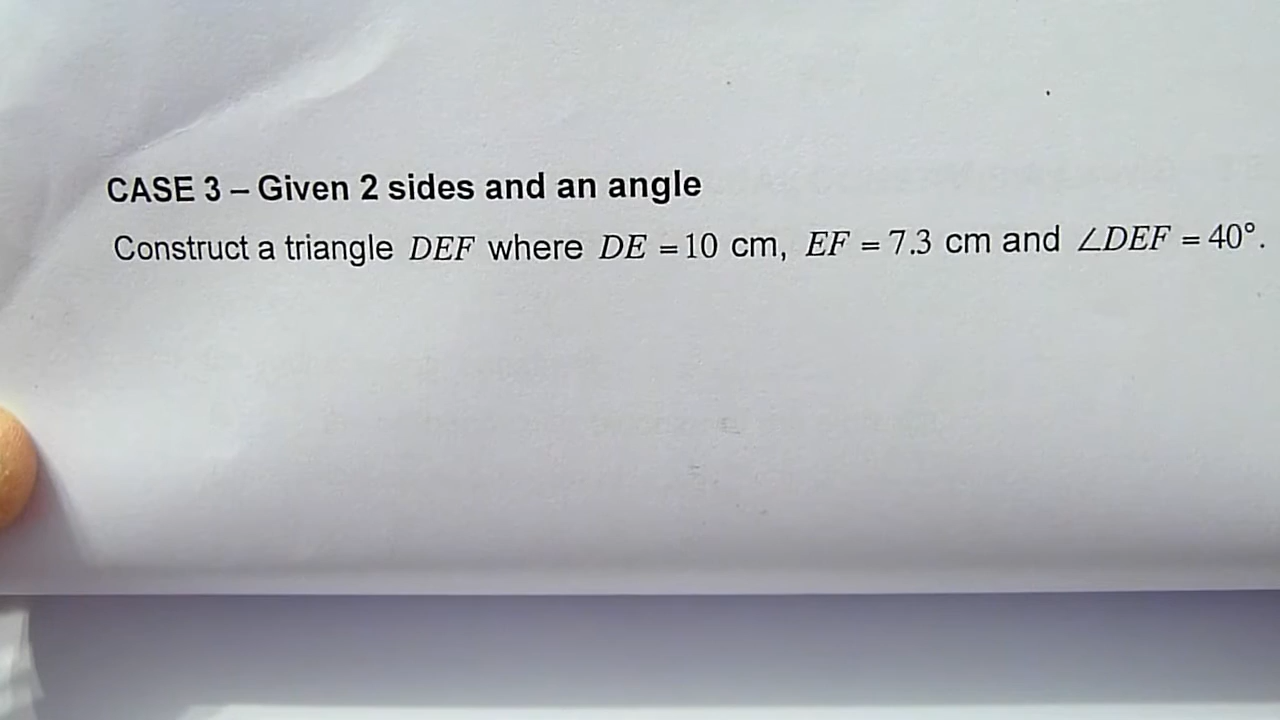 CASE 3 – Given 2 sides and an angle
Construct a triangle DEF where DE = 10 cm, EF = 7.3 cm and ∠DEF = 40°.